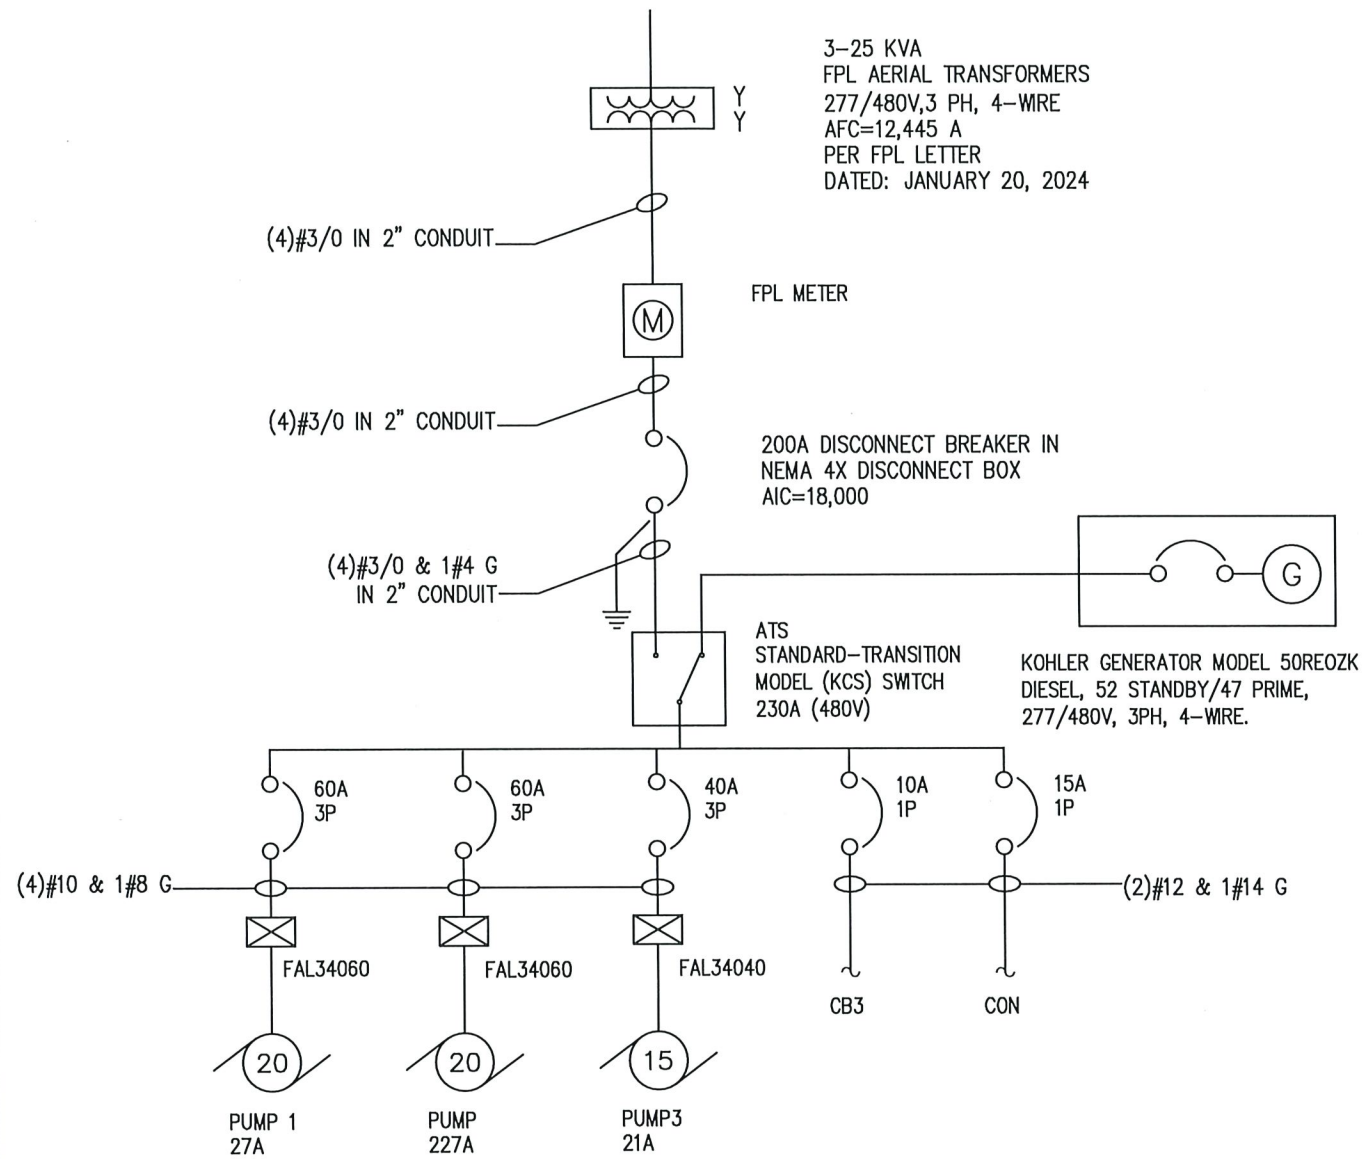 3-25 KVA
FPL AERIAL TRANSFORMERS
277/480V,3 PH, 4-WIRE
AFC=12,445 A
PER FPL LETTER
DATED: JANUARY 20, 2024
Y
Y
(4)#3/0 IN 2" CONDUIT
FPL METER
M
(4)#3/0 IN 2" CONDUIT
200A DISCONNECT BREAKER IN
NEMA 4X DISCONNECT BOX
AIC=18,000
(4)#3/0 & 1#4 G
IN 2" CONDUIT
G
ATS
STANDARD-TRANSITION
MODEL (KCS) SWITCH
230A (480V)
KOHLER GENERATOR MODEL 50REOZK
DIESEL, 52 STANDBY/47 PRIME,
277/480V, 3PH, 4-WIRE.
60A
3P
60A
3P
40A
3P
10A
1P
15A
1P
(4)#10 & 1#8 G
(2)#12 & 1#14 G
FAL34060
FAL34060
FAL34040
CB3
CON
20
20
15
PUMP 1
27A
PUMP
227A
PUMP3
21A